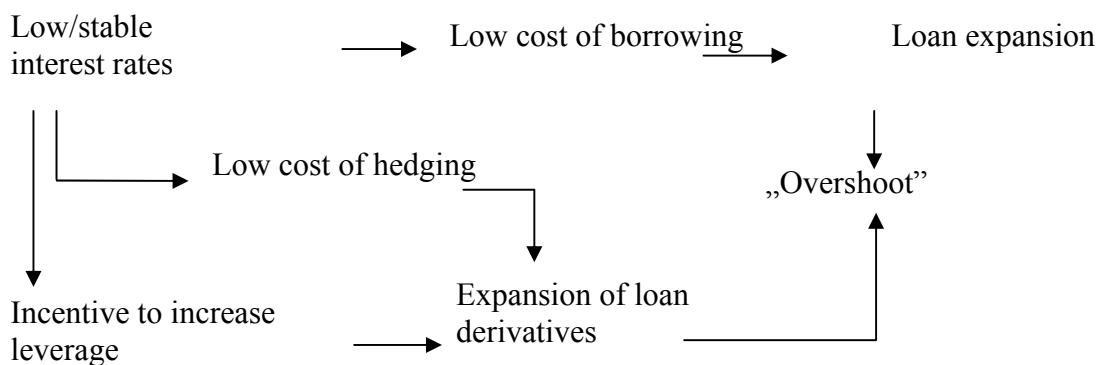 Low/stable
interest rates
Low cost of borrowing
Loan expansion
Low cost of hedging
„Overshoot”
Incentive to increase
leverage
Expansion of loan
derivatives